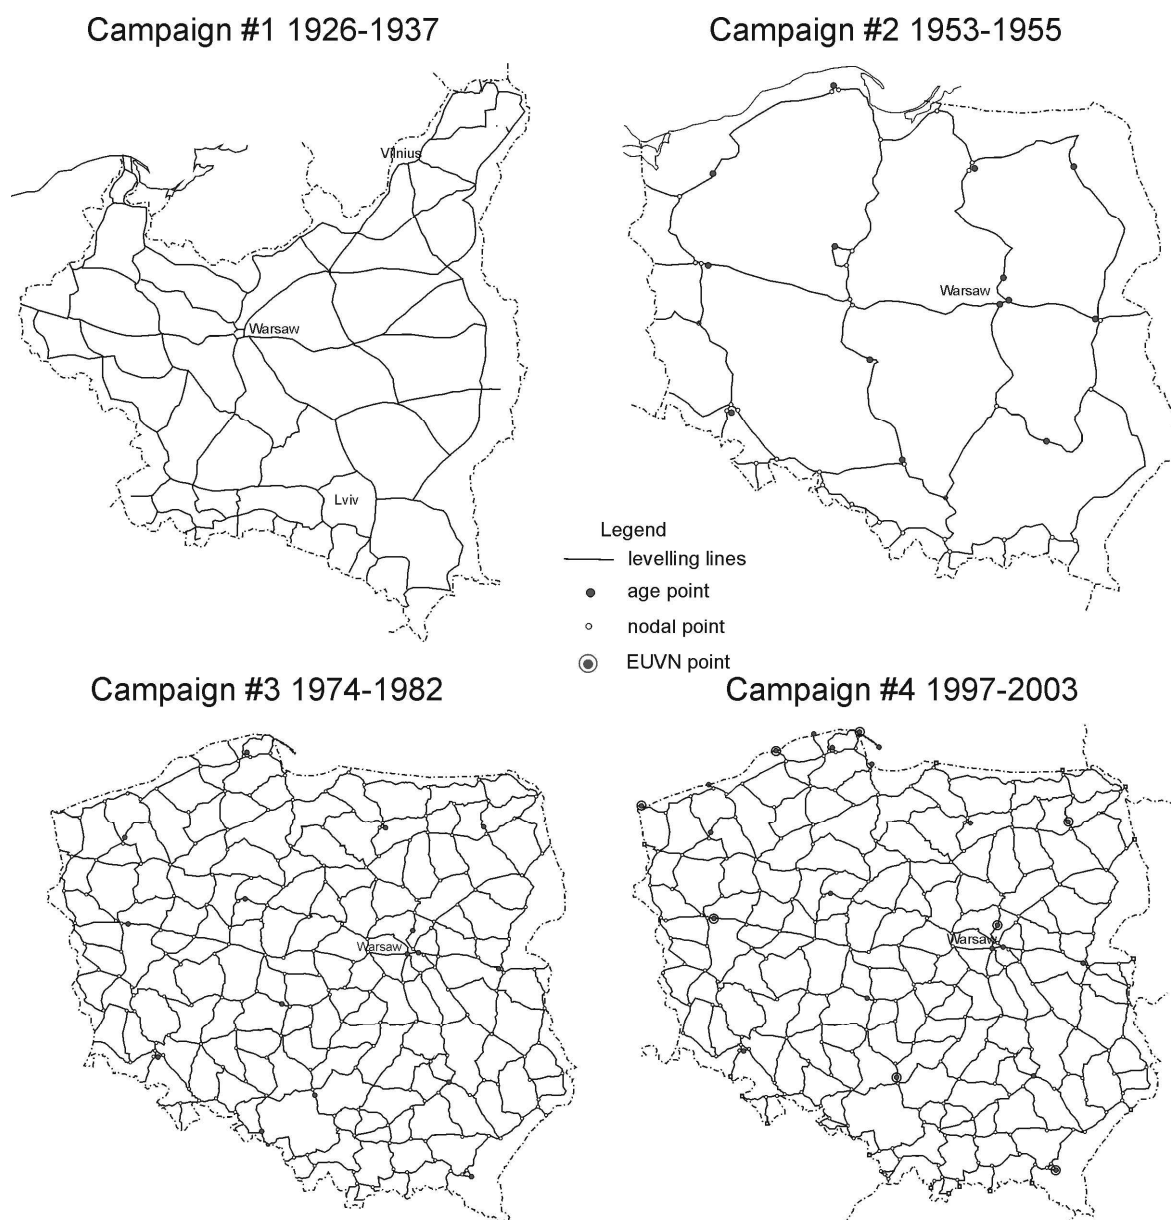 Campaign #1 1926-1937
Campaign #2 1953-1955
Vilnius
Warsaw
Warsaw
Lviv
Legend
levelling lines
age point
nodal point
EUVN point
Campaign #3 1974-1982
Campaign #4 1997-2003
Warsaw
Warsaw